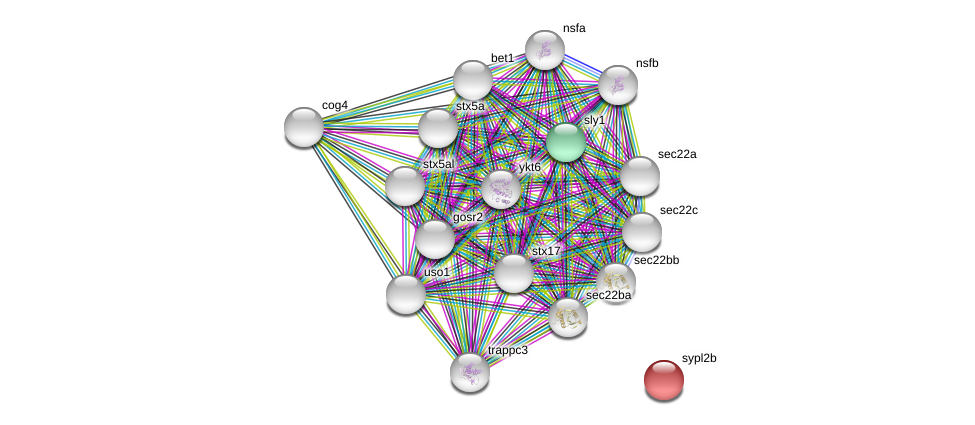 nsfa
bet1
nsfb
cog4
stx5a
sly1
sec22a
stx5al
ykt6
sec22c
gosr2
stx17
sec22bb
uso1
sec22ba
trappc3
sypl2b